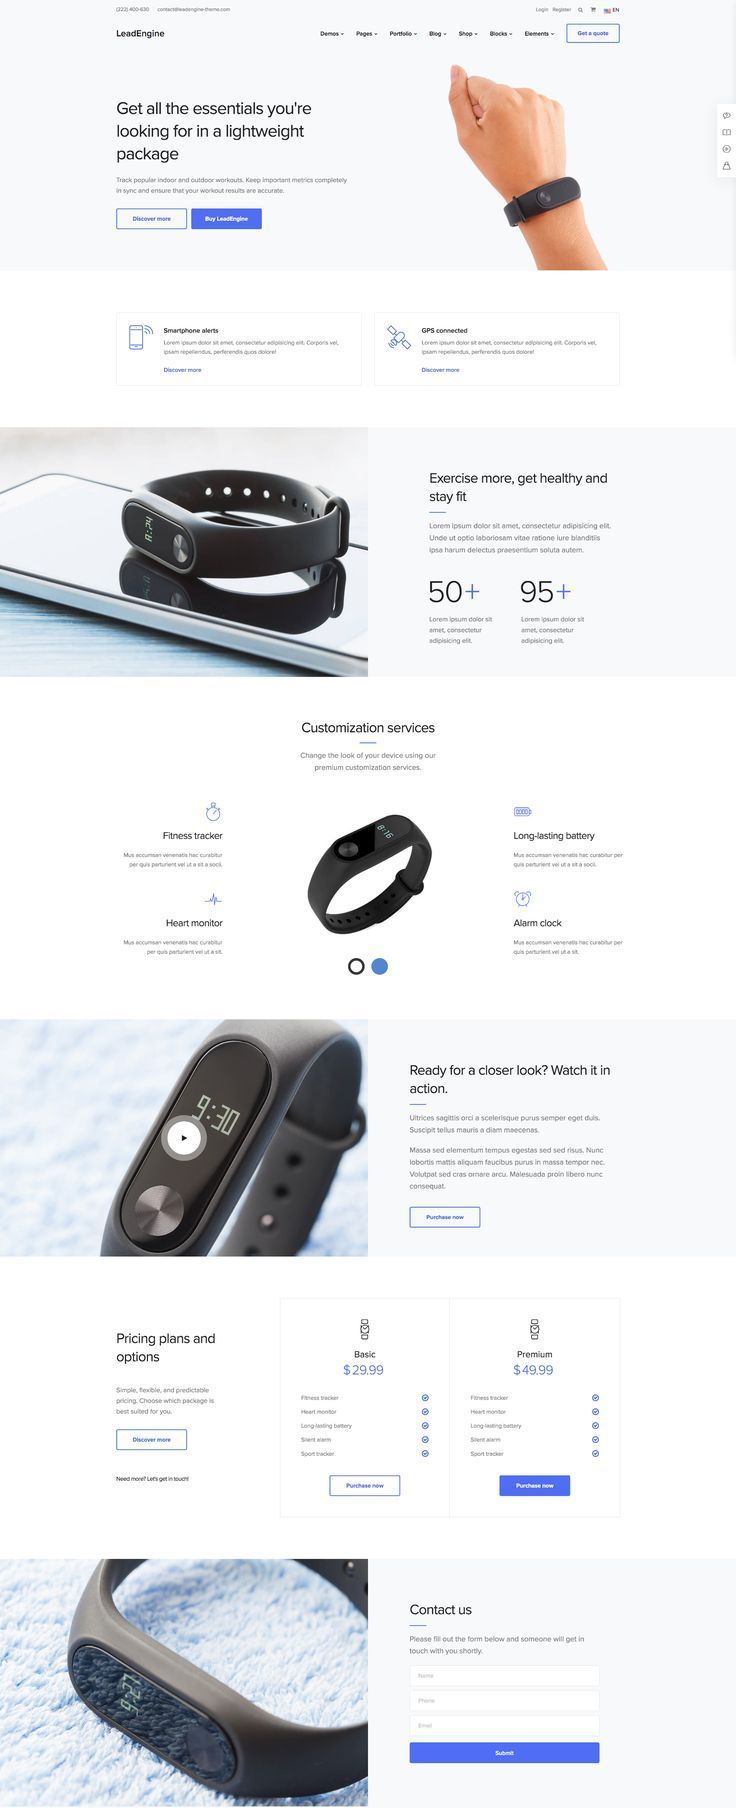 (222) 400-630 contact@leadengine-theme.com Login Register EN
LeadEngine Demos Pages Portfolio Blog Shop Blocks Elements Get a quote
Get all the essentials you're
looking for in a lightweight
package
Track popular indoor and outdoor workouts. Keep important metrics completely
in sync and ensure that your workout results are accurate.
Discover more Buy LeadEngine
Smartphone alerts
Lorem ipsum dolor sit amet, consectetur adipisicing elit. Corporis vel,
ipsam repellendus, perferendis quos dolore!
Discover more
GPS connected
Lorem ipsum dolor sit amet, consectetur adipisicing elit. Corporis vel,
ipsam repellendus, perferendis quos dolore!
Discover more
Exercise more, get healthy and
stay fit
Lorem ipsum dolor sit amet, consectetur adipisicing elit.
Unde ut optio laboriosam vitae ratione iure blanditiis
ipsa harum delectus praesentium soluta autem.
50+
Lorem ipsum dolor sit
amet, consectetur
adipisicing elit.
95+
Lorem ipsum dolor sit
amet, consectetur
adipisicing elit.
Customization services
Change the look of your device using our
premium customization services.
Fitness tracker
Mus accumsan venenatis hac curabitur
per quis parturient vel ut a sit a socii.
Heart monitor
Mus accumsan venenatis hac curabitur
per quis parturient vel ut a sit.
8:16
Long-lasting battery
Mus accumsan venenatis hac curabitur per
quis parturient vel ut a sit a sociis.
Alarm clock
Mus accumsan venenatis hac curabitur per
quis parturient vel ut a sit.
9:30
Ready for a closer look? Watch it in
action.
Ultrices sagittis orci a scelerisque purus semper eget duis.
Suscipit tellus mauris a diam maecenas.
Massa sed elementum tempus egestas sed sed risus. Nunc
lobortis mattis aliquam faucibus purus in massa tempor nec.
Volutpat sed cras ornare arcu. Malesuada proin libero nunc
consequat.
Purchase now
Pricing plans and
options
Simple, flexible, and predictable
pricing. Choose which package is
best suited for you.
Discover more
Need more? Let's get in touch!
Basic
$29.99
Fitness tracker
Heart monitor
Long-lasting battery
Silent alarm
Sport tracker
Purchase now
Premium
$49.99
Fitness tracker
Heart monitor
Long-lasting battery
Silent alarm
Sport tracker
Purchase now
9:27
Contact us
Please fill out the form below and someone will get in
touch with you shortly.
Name
Phone
Email
Submit